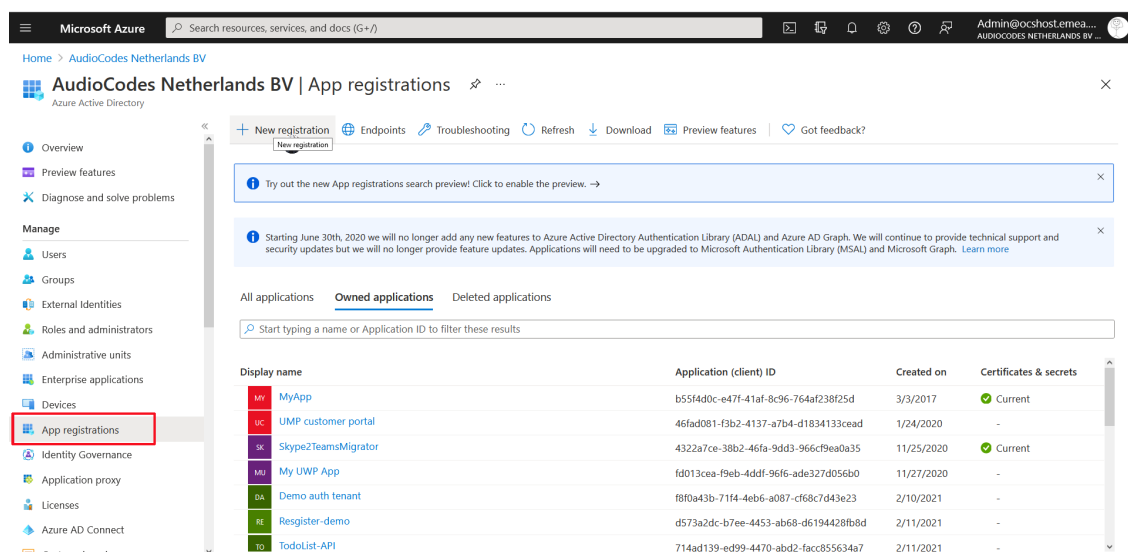 Microsoft Azure
Search resources, services, and docs (G+/)
Admin@ocshost.emea....
AUDIOCODES NETHERLANDS BV ...
Home > AudioCodes Netherlands BV
AudioCodes Netherlands BV | App registrations ...
Azure Active Directory
New registration Endpoints Troubleshooting Refresh Download Preview features Got feedback?
New registration
Overview
Preview features
Diagnose and solve problems
Manage
Users
Groups
External Identities
Roles and administrators
Administrative units
Enterprise applications
Devices
App registrations
Identity Governance
Application proxy
Licenses
Azure AD Connect
Try out the new App registrations search preview! Click to enable the preview. →
Starting June 30th, 2020 we will no longer add any new features to Azure Active Directory Authentication Library (ADAL) and Azure AD Graph. We will continue to provide technical support and
security updates but we will no longer provide feature updates. Applications will need to be upgraded to Microsoft Authentication Library (MSAL) and Microsoft Graph. Learn more
All applications Owned applications Deleted applications
Start typing a name or Application ID to filter these results
Display name Application (client) ID Created on Certificates & secrets
MY MyApp b55f4d0c-e47f-41af-8c96-764af238f25d 3/3/2017 Current
UC UMP customer portal 46fad081-f3b2-4137-a7b4-d1834133cead 1/24/2020 -
SK Skype2TeamsMigrator 4322a7ce-38b2-46fa-9dd3-966cf9ea0a35 11/25/2020 Current
MU My UWP App fd013cea-f9eb-4ddf-96f6-ade327d056b0 11/27/2020 -
DA Demo auth tenant f8f0a43b-71f4-4eb6-a087-cf68c7d43e23 2/10/2021 -
RE Resgister-demo d573a2dc-b7ee-4453-ab68-d6194428fb8d 2/11/2021 -
TO TodoList-API 714ad139-ed99-4470-abd2-facc855634a7 2/11/2021 -